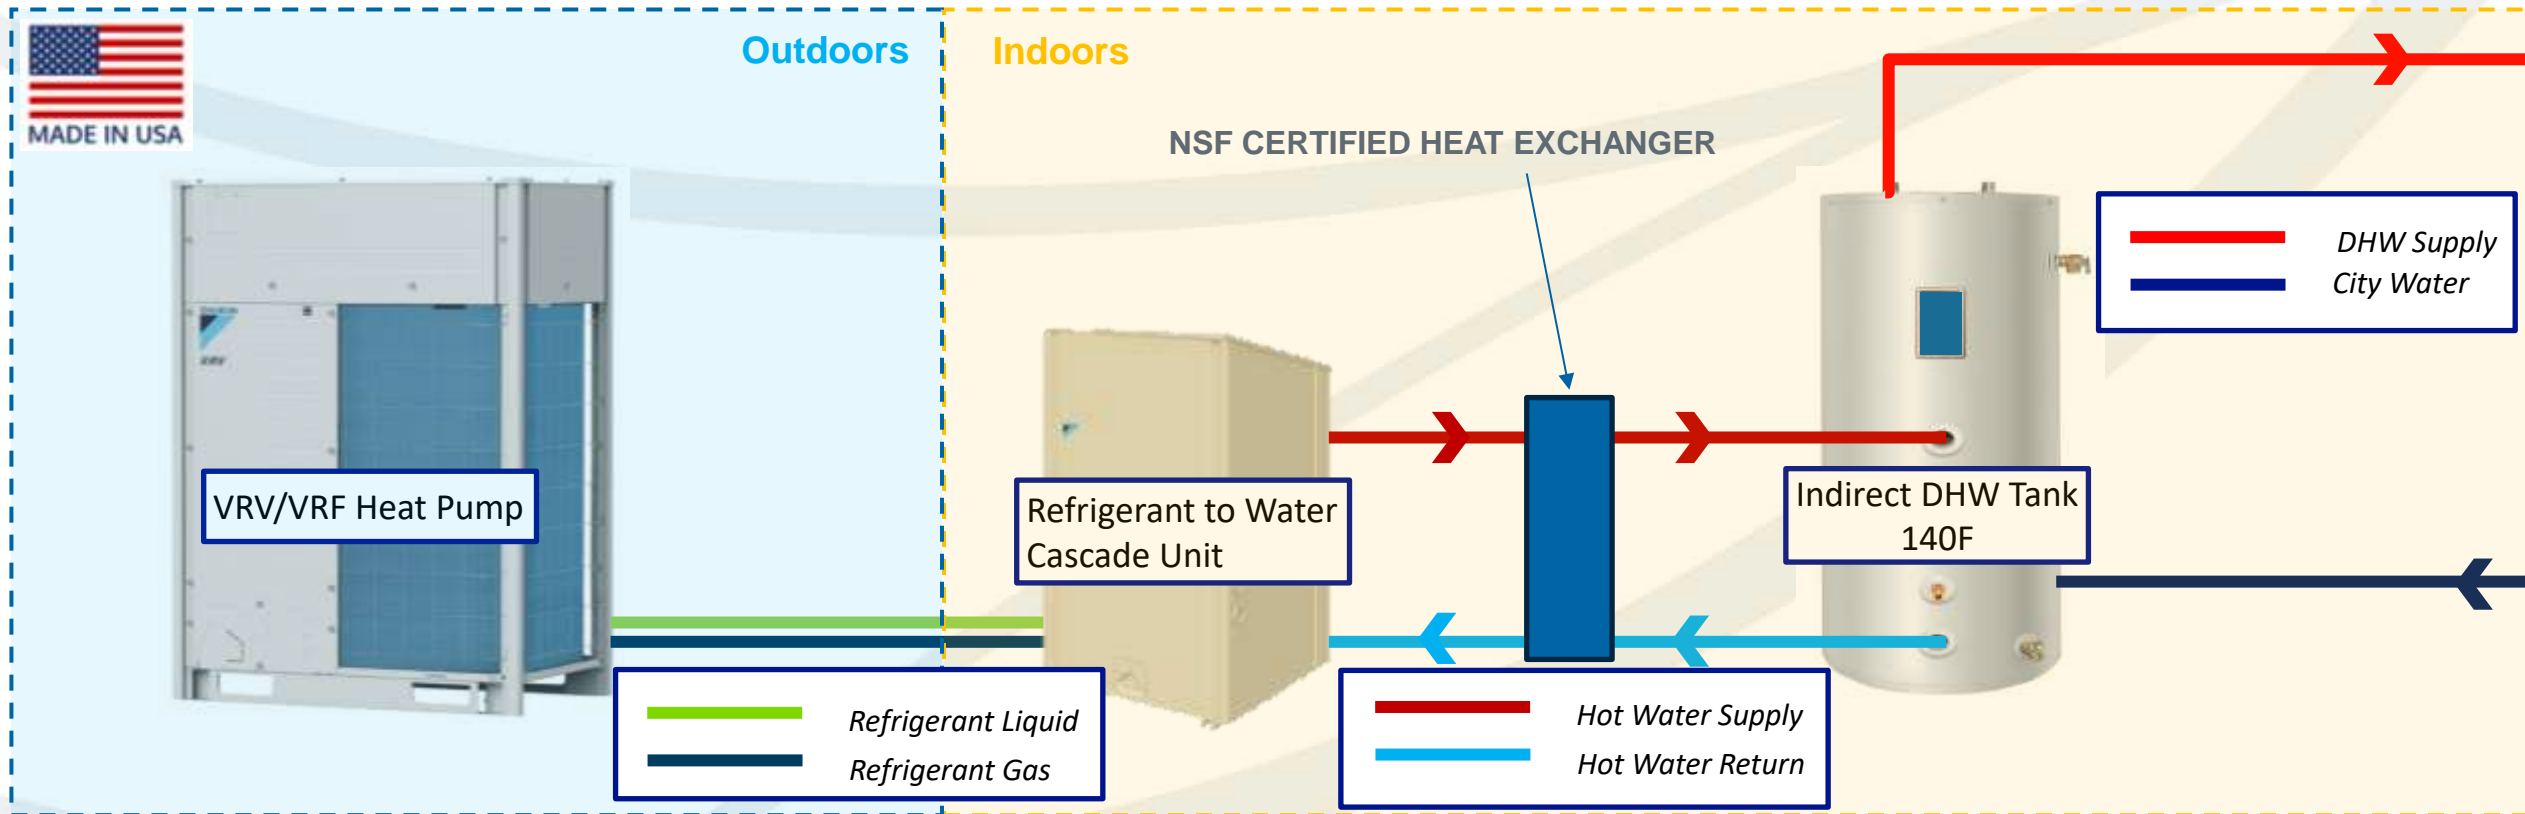 Outdoors
Indoors
MADE IN USA
NSF CERTIFIED HEAT EXCHANGER
DHW Supply
City Water
VRV/VRF Heat Pump
Refrigerant to Water
Cascade Unit
Indirect DHW Tank
140F
Refrigerant Liquid
Refrigerant Gas
Hot Water Supply
Hot Water Return